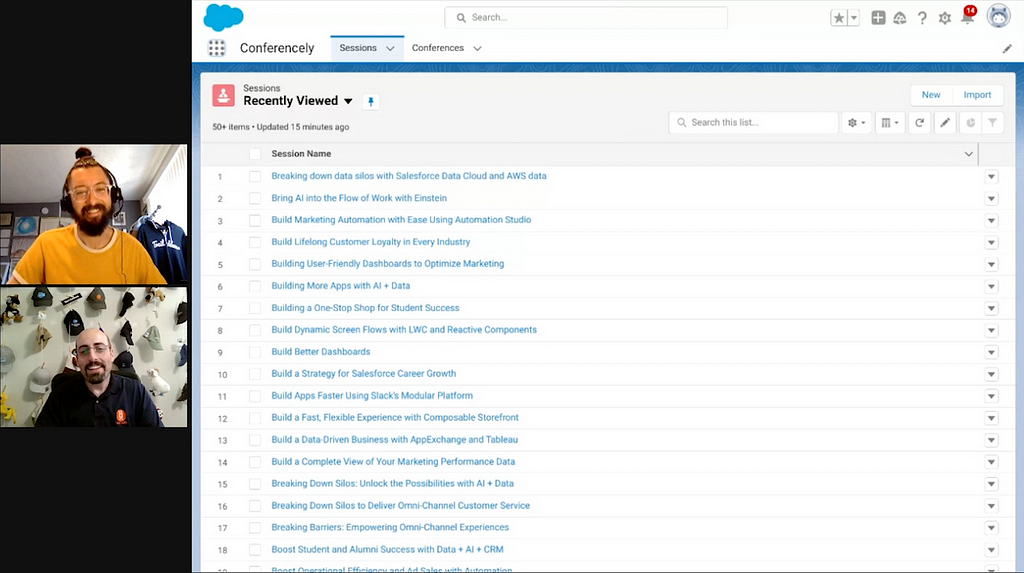 Search...
14
Conferencely
Sessions
Conferences
Sessions
Recently Viewed
New
Import
50+ items • Updated 15 minutes ago
Search this list...
Session Name
1 Breaking down data silos with Salesforce Data Cloud and AWS data
2 Bring AI into the Flow of Work with Einstein
3 Build Marketing Automation with Ease Using Automation Studio
4 Build Lifelong Customer Loyalty in Every Industry
5 Building User-Friendly Dashboards to Optimize Marketing
6 Building More Apps with AI + Data
7 Building a One-Stop Shop for Student Success
8 Build Dynamic Screen Flows with LWC and Reactive Components
9 Build Better Dashboards
10 Build a Strategy for Salesforce Career Growth
11 Build Apps Faster Using Slack's Modular Platform
12 Build a Fast, Flexible Experience with Composable Storefront
13 Build a Data-Driven Business with AppExchange and Tableau
14 Build a Complete View of Your Marketing Performance Data
15 Breaking Down Silos: Unlock the Possibilities with AI + Data
16 Breaking Down Silos to Deliver Omni-Channel Customer Service
17 Breaking Barriers: Empowering Omni-Channel Experiences
18 Boost Student and Alumni Success with Data + AI + CRM
19 Boost Operational Efficiency and Ad Sales with Automation